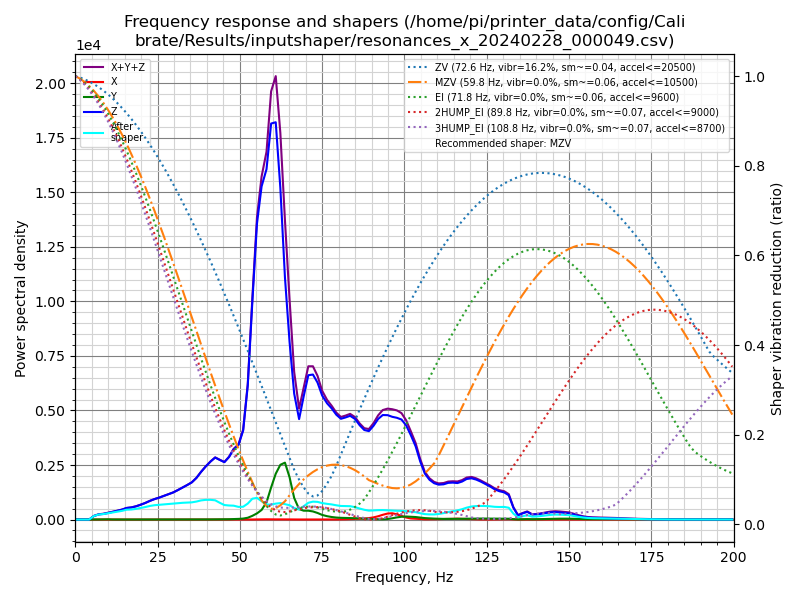 Frequency response and shapers (/home/pi/printer_data/config/Cali
brate/Results/inputshaper/resonances_x_20240228_000049.csv)
1e4
X+Y+Z
X
Y
Z
After
shaper
ZV (72.6 Hz, vibr=16.2%, sm~=0.04, accel<=20500)
MZV (59.8 Hz, vibr=0.0%, sm~=0.06, accel<=10500)
EI (71.8 Hz, vibr=0.0%, sm~=0.06, accel<=9600)
2HUMP_EI (89.8 Hz, vibr=0.0%, sm~=0.07, accel<=9000)
3HUMP_EI (108.8 Hz, vibr=0.0%, sm~=0.07, accel<=8700)
Recommended shaper: MZV
Power spectral density
2.00
1.75
1.50
1.25
1.00
0.75
0.50
0.25
0.00
1.0
0.8
0.6
0.4
0.2
0.0
Shaper vibration reduction (ratio)
0 25 50 75 100 125 150 175 200
Frequency, Hz